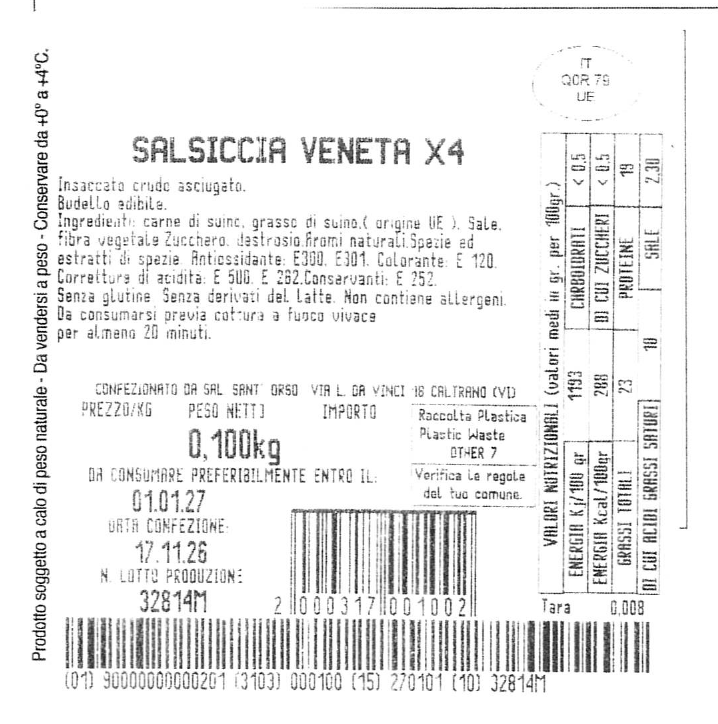 Prodotto soggetto a calo di peso naturale - Da vendersi a peso - Conservare da +0° a +4°C.
IT
QCR 79
UE
SALSICCIA VENETA X4
Insaccato crudo asciugato.
Budello edibile.
Ingredienti: carne di suino, grasso di suino.( origine UE ). Sale,
fibra vegetale Zucchero, destrosio.Aromi naturali.Spezie ed
estratti di spezie. Antiossidante: E300, E301. Colorante: E 120.
Correttore di acidità: E 500, E 262.Conservanti: E 252.
Senza glutine. Senza derivati del Latte. Non contiene allergeni.
Da consumarsi previa cottura a fuoco vivace
per almeno 20 minuti.
CONFEZIONATO DA SAL SANT' ORSO VIA L. DA VINCI 18 CALTRANO (VI)
PREZZO/KG PESO NETTO IMPORTO
0,100kg
Raccolta Plastica
Plastic Waste
OTHER 7
Verifica le regole
del tuo comune.
DA CONSUMARE PREFERIBILMENTE ENTRO IL:
01.01.27
DATA CONFEZIONE:
17.11.26
N. LOTTO PRODUZIONE
32814M
2 000317 001002
VALORI NUTRIZIONALI (valori medi in gr. per 100gr.)
ENERGIA Kj/100 gr 1193 CARBOIDRATI < 0.5
ENERGIA Kcal/100gr 288 DI CUI ZUCCHERI < 0.5
GRASSI TOTALI 23 PROTEINE 19
DI CUI ACIDI GRASSI SATURI 10 SALE 2,30
Tara 0,008
(01) 90000000000201 (3103) 000100 (15) 270101 (10) 32814M